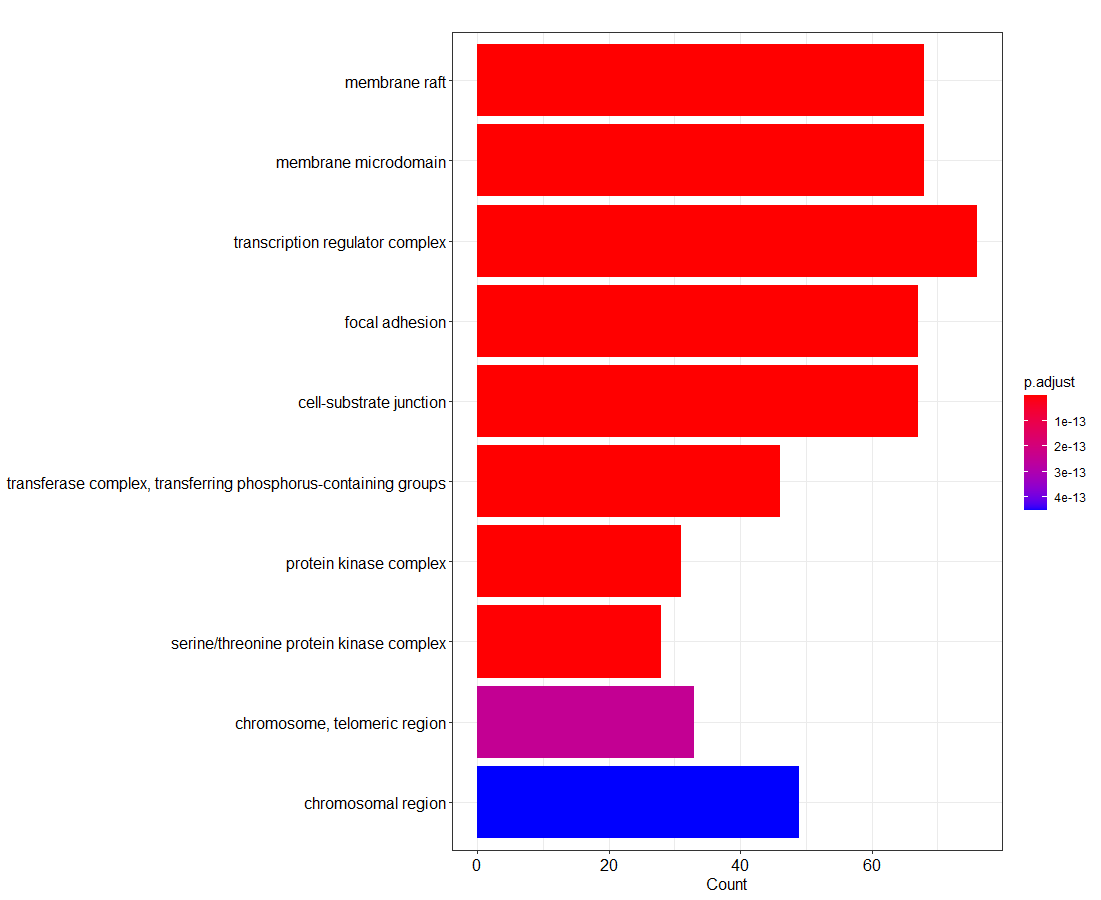 membrane raft
membrane microdomain
transcription regulator complex
focal adhesion
cell-substrate junction
transferase complex, transferring phosphorus-containing groups
protein kinase complex
serine/threonine protein kinase complex
chromosome, telomeric region
chromosomal region
0 20 40 60
Count
p.adjust
1e-13
2e-13
3e-13
4e-13